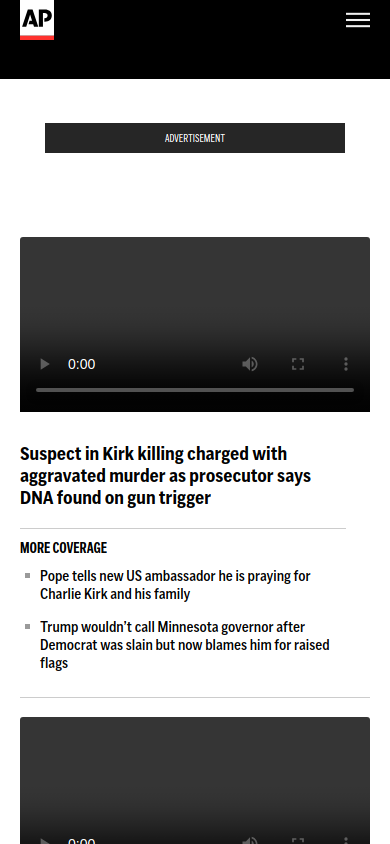 AP
ADVERTISEMENT
0:00
Suspect in Kirk killing charged with
aggravated murder as prosecutor says
DNA found on gun trigger
MORE COVERAGE
Pope tells new US ambassador he is praying for
Charlie Kirk and his family
Trump wouldn’t call Minnesota governor after
Democrat was slain but now blames him for raised
flags
0:00